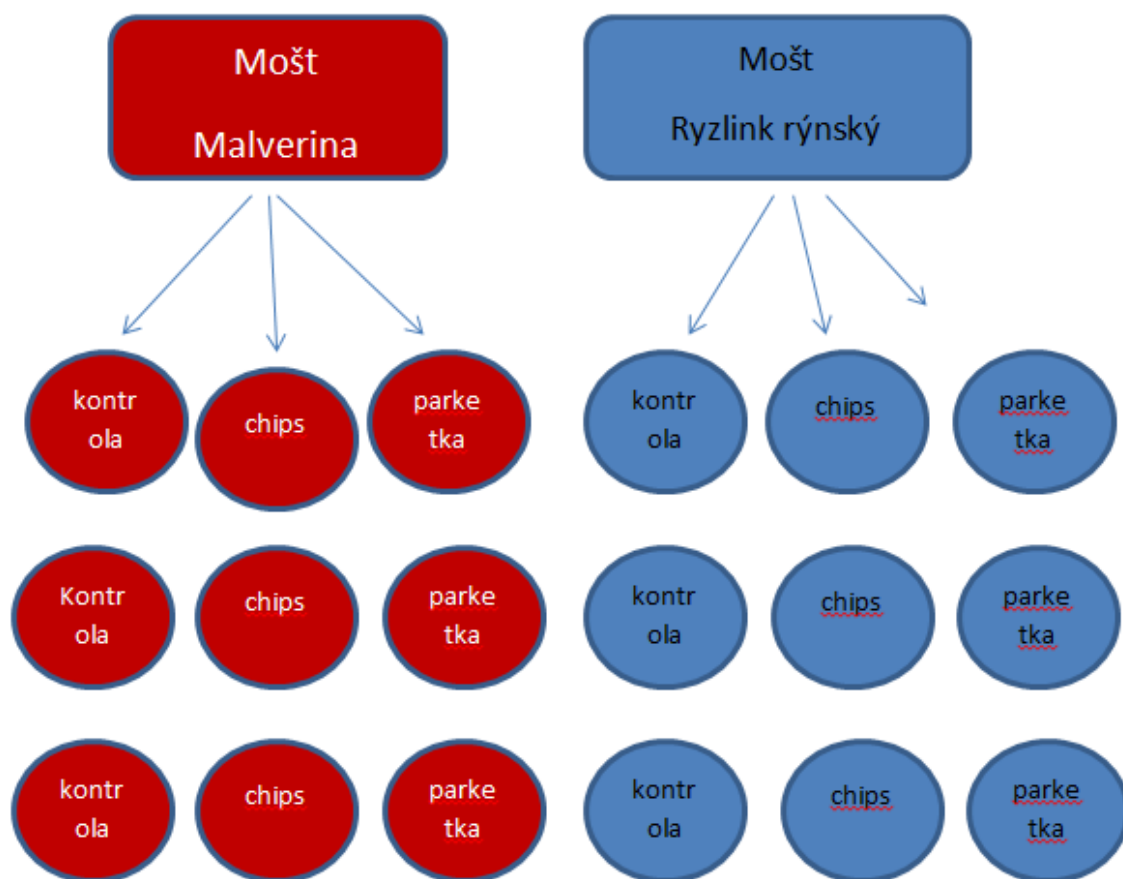 Mošt
Malverina
Mošt
Ryzlink rýnský
kontr
ola
chips
parke
tka
kontr
ola
chips
parke
tka
Kontr
ola
chips
parke
tka
kontr
ola
chips
parke
tka
kontr
ola
chips
parke
tka
kontr
ola
chips
parke
tka